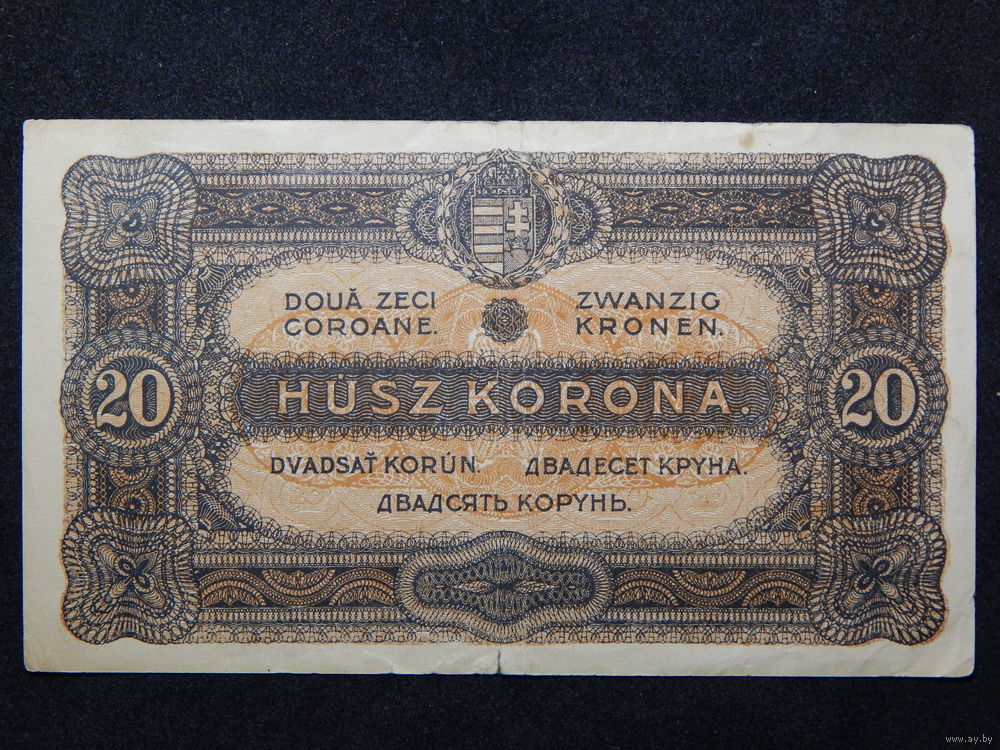 DOUĂ ZECI
COROANE.
ZWANZIG
KRONEN.
20
HÚSZ KORONA.
20
DVADSAŤ KORÚN.
ДВАДЕСЕТ КРУНА.
ДВАДСЯТЬ КОРУНЬ.
www.ay.by